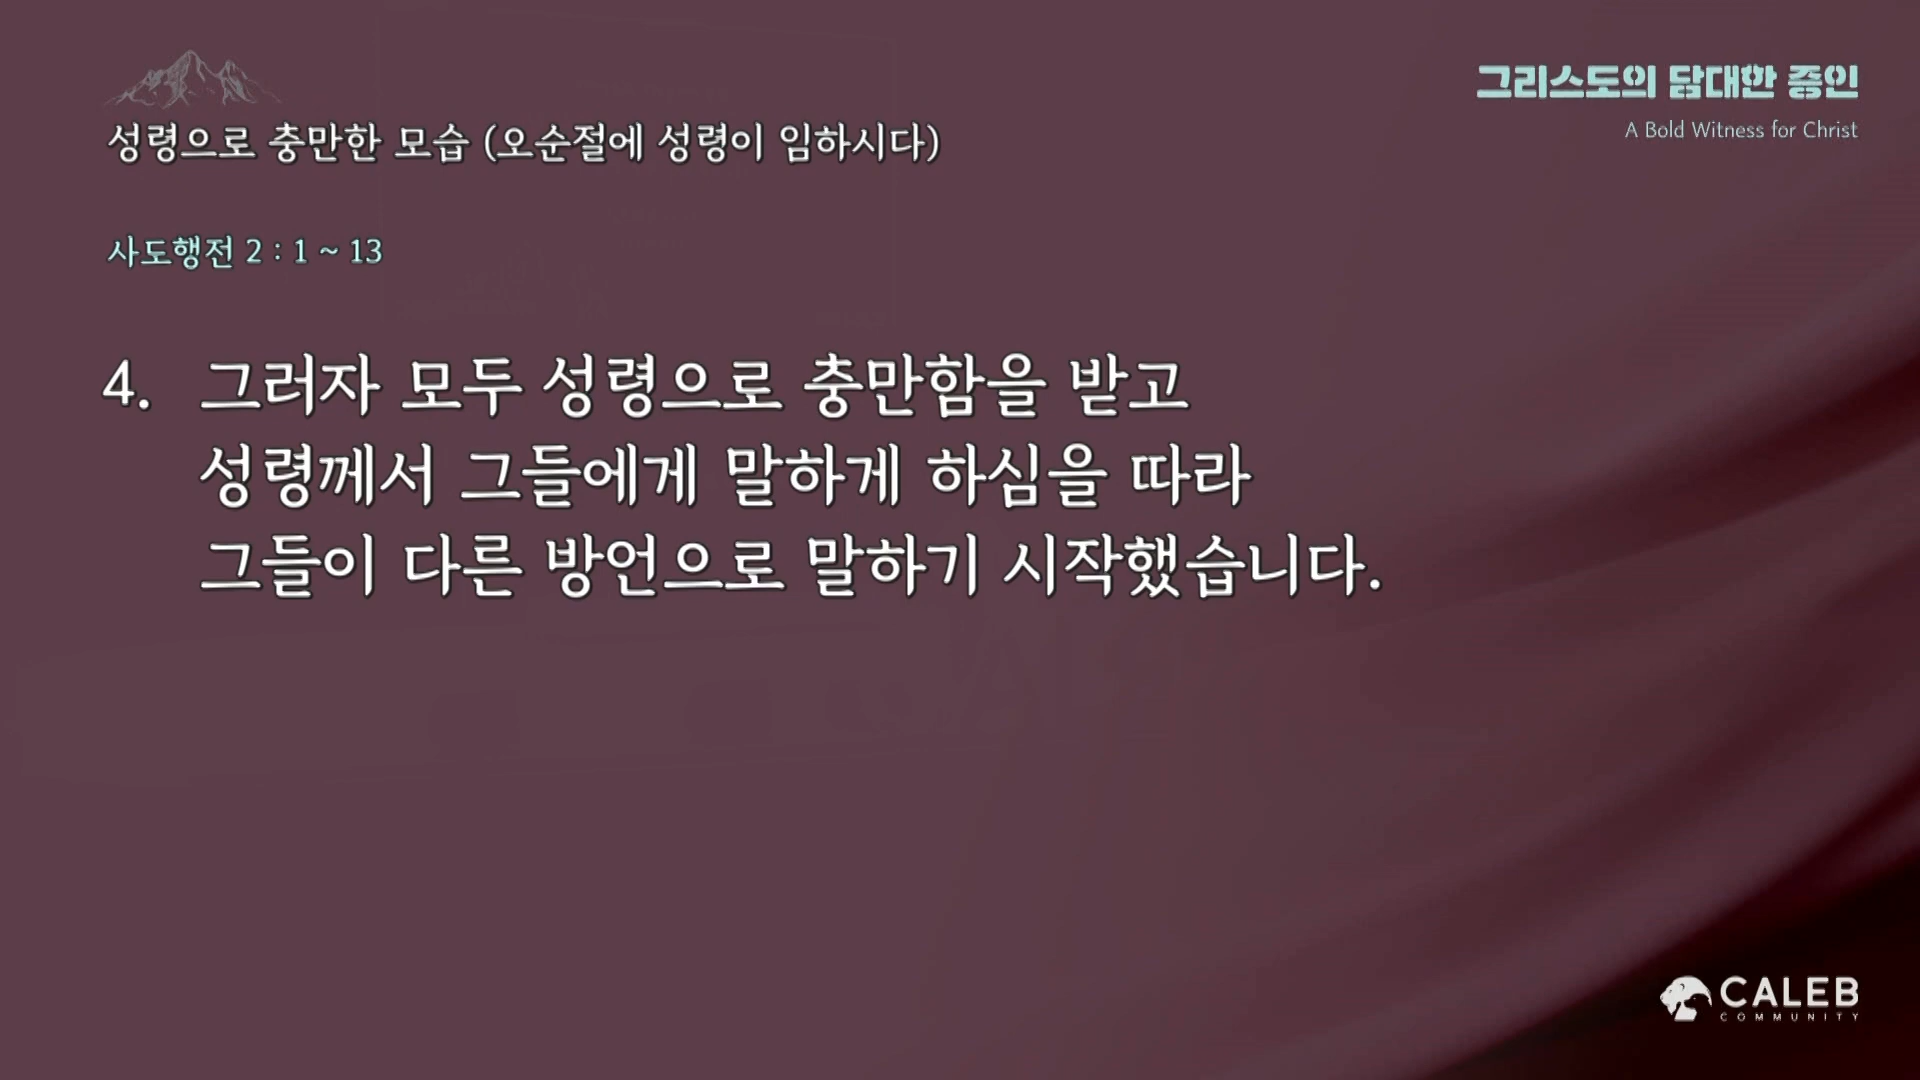 그리스도의 담대한 증인
A Bold Witness for Christ
성령으로 충만한 모습 (오순절에 성령이 임하시다)
사도행전 2 : 1 ~ 13
4. 그러자 모두 성령으로 충만함을 받고
성령께서 그들에게 말하게 하심을 따라
그들이 다른 방언으로 말하기 시작했습니다.
CALEB
COMMUNITY